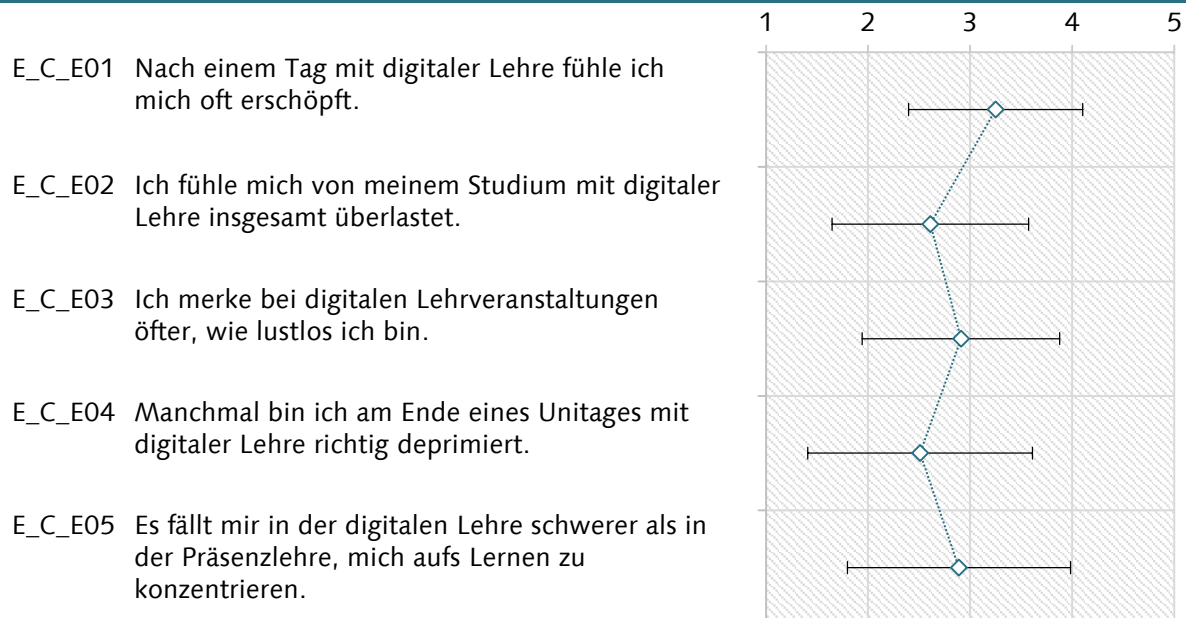 1 2 3 4 5
E_C_E01 Nach einem Tag mit digitaler Lehre fühle ich
mich oft erschöpft.
E_C_E02 Ich fühle mich von meinem Studium mit digitaler
Lehre insgesamt überlastet.
E_C_E03 Ich merke bei digitalen Lehrveranstaltungen
öfter, wie lustlos ich bin.
E_C_E04 Manchmal bin ich am Ende eines Unitages mit
digitaler Lehre richtig deprimiert.
E_C_E05 Es fällt mir in der digitalen Lehre schwerer als in
der Präsenzlehre, mich aufs Lernen zu
konzentrieren.